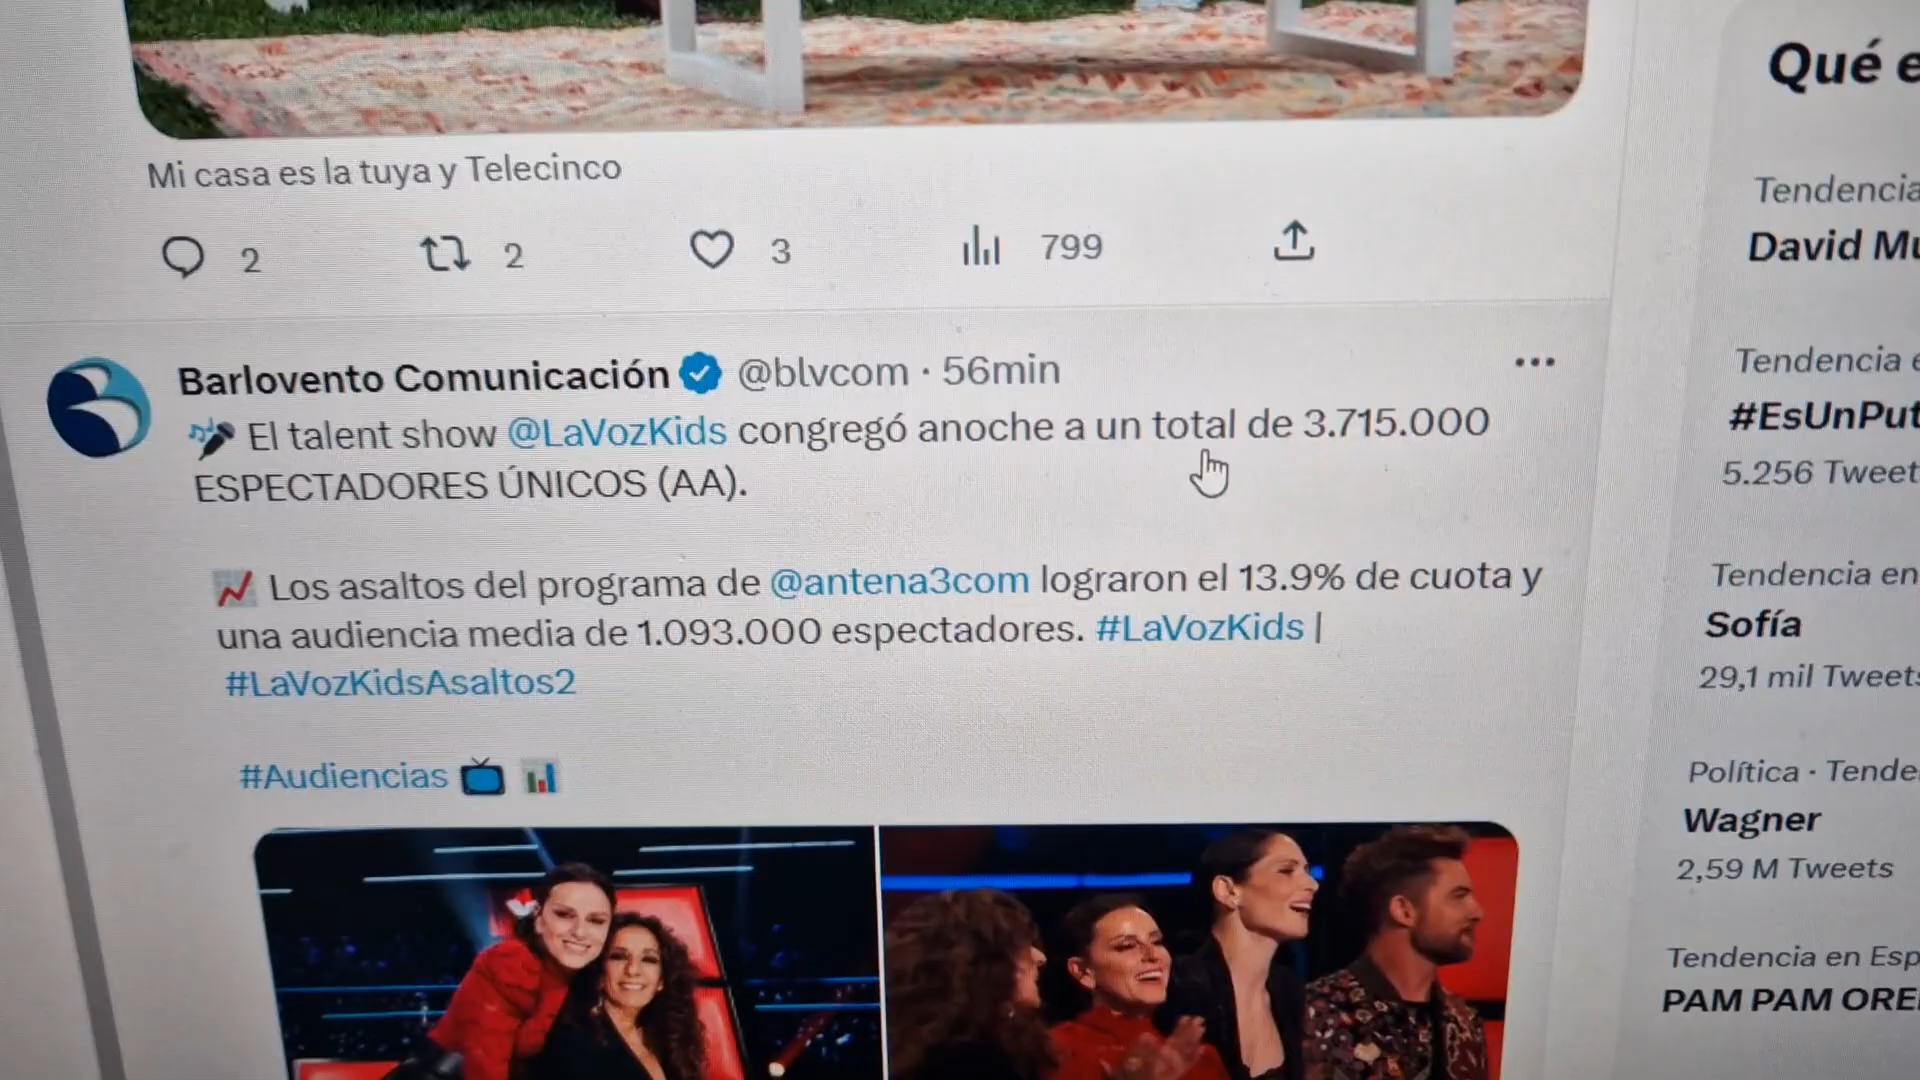 Mi casa es la tuya y Telecinco
2 2 3 799
Barlovento Comunicación @blvcom · 56min
El talent show @LaVozKids congregó anoche a un total de 3.715.000
ESPECTADORES ÚNICOS (AA).
Los asaltos del programa de @antena3com lograron el 13.9% de cuota y
una audiencia media de 1.093.000 espectadores. #LaVozKids |
#LaVozKidsAsaltos2
#Audiencias
Qué
Tendencia
David
Tendencia
#EsUnPut
5.256 Tweet
Tendencia en
Sofía
29,1 mil Tweets
Política · Tende
Wagner
2,59 M Tweets
Tendencia en Esp
PAM PAM ORE